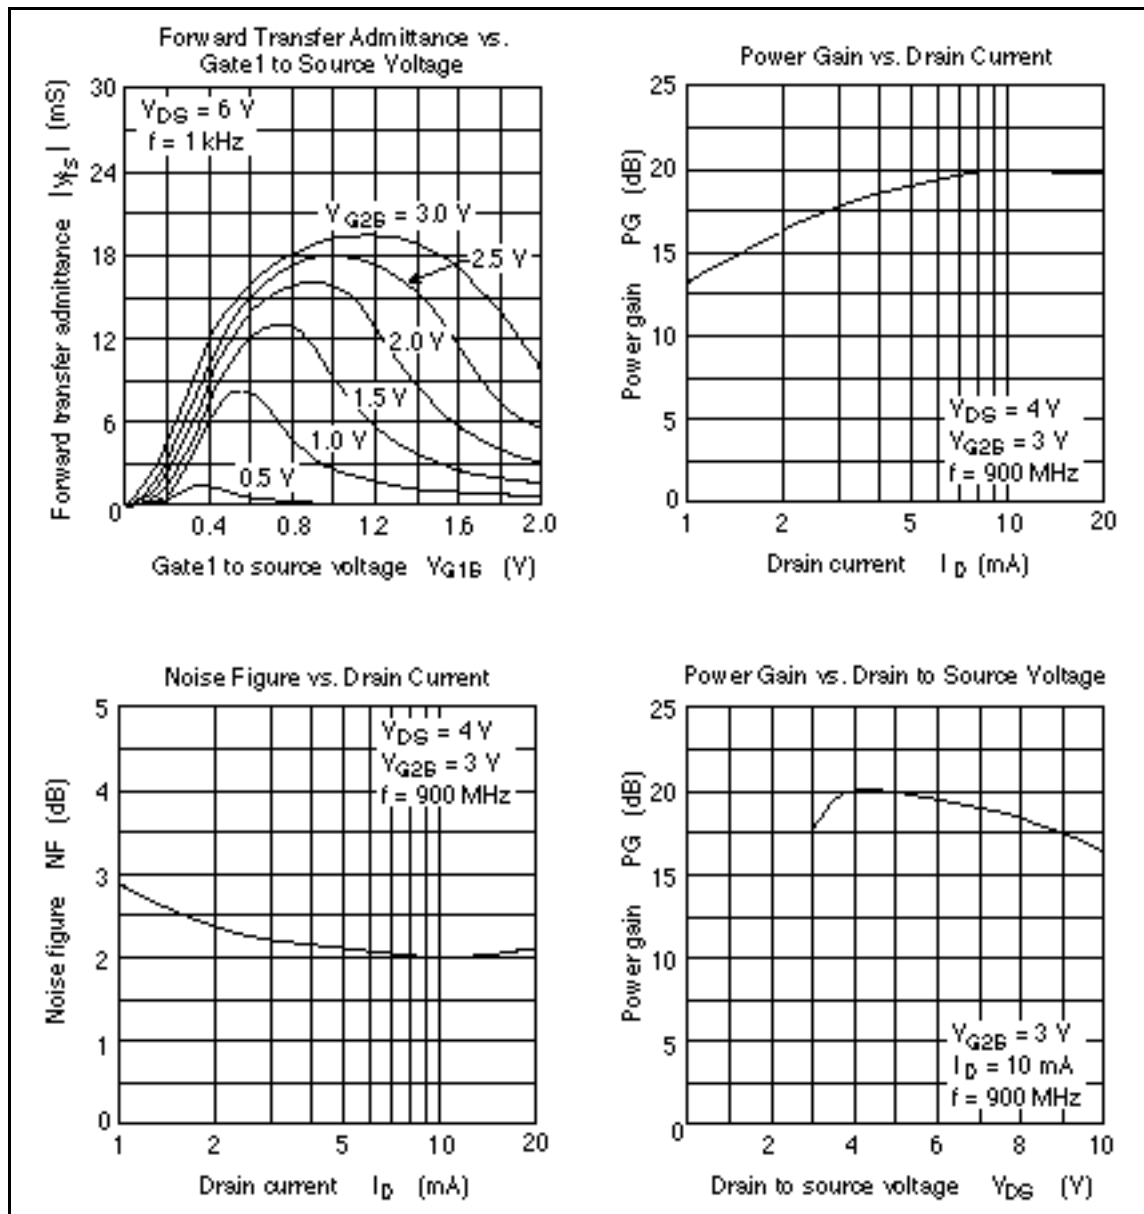 Forward Transfer Admittance vs.
Gate1 to Source Voltage
Forward transfer admittance |yfs| (mS)
30
24
18
12
6
0
VDS = 6 V
f = 1 kHz
VG2B = 3.0 V
2.5 V
2.0 V
1.5 V
1.0 V
0.5 V
0.4 0.8 1.2 1.6 2.0
Gate1 to source voltage VG1B (V)
Power Gain vs. Drain Current
Power gain PG (dB)
25
20
15
10
5
0
VDS = 4 V
VG2B = 3 V
f = 900 MHz
1 2 5 10 20
Drain current ID (mA)
Noise Figure vs. Drain Current
Noise figure NF (dB)
5
4
3
2
1
0
VDS = 4 V
VG2B = 3 V
f = 900 MHz
1 2 5 10 20
Drain current ID (mA)
Power Gain vs. Drain to Source Voltage
Power gain PG (dB)
25
20
15
10
5
0
VG2B = 3 V
ID = 10 mA
f = 900 MHz
2 4 6 8 10
Drain to source voltage VDS (V)